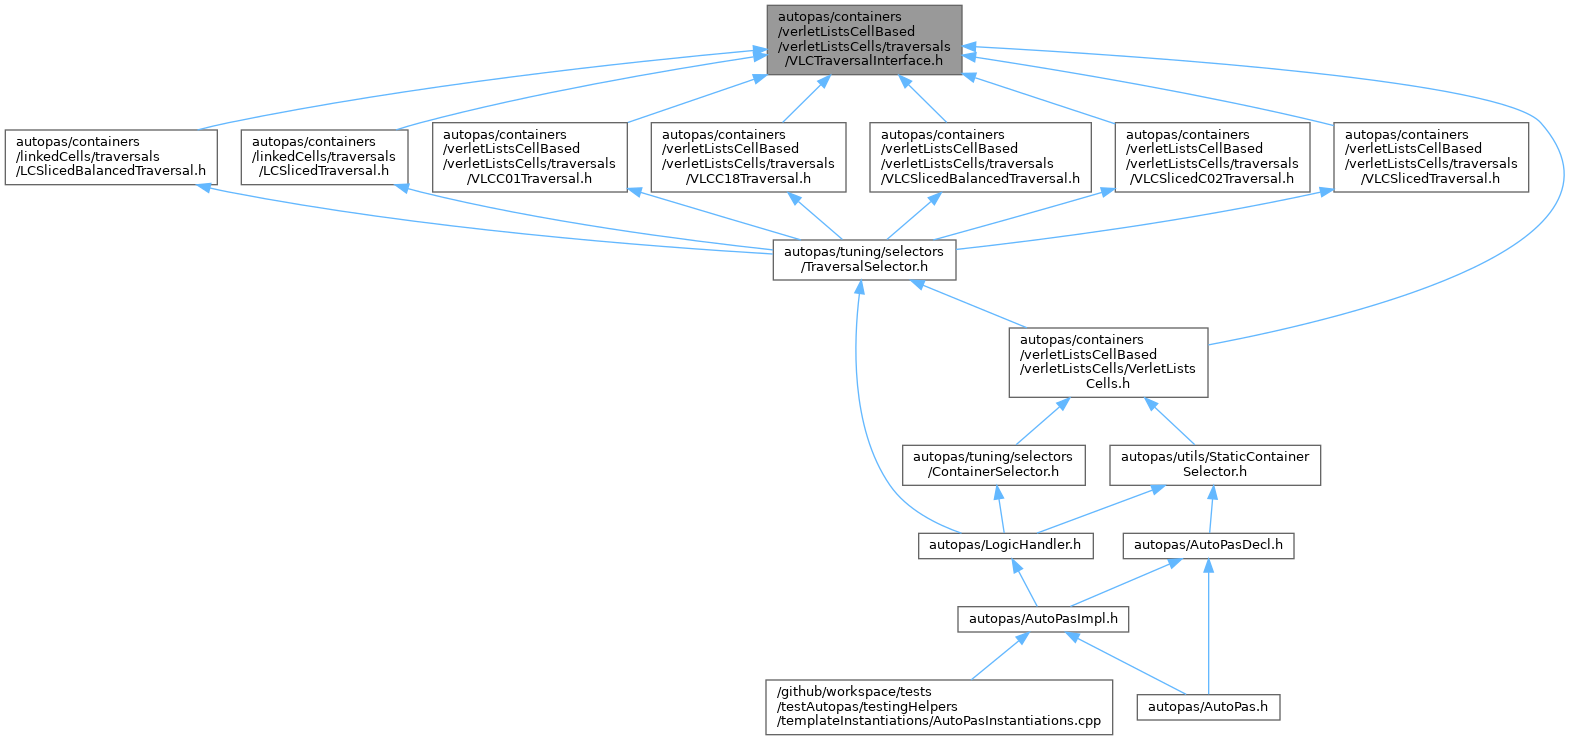 autopas/containers
/verletListsCellBased
/verletListsCells/traversals
/VLCTraversalInterface.h
autopas/containers
/linkedCells/traversals
/LCSlicedBalancedTraversal.h
autopas/containers
/linkedCells/traversals
/LCSlicedTraversal.h
autopas/containers
/verletListsCellBased
/verletListsCells/traversals
/VLCC01Traversal.h
autopas/containers
/verletListsCellBased
/verletListsCells/traversals
/VLCC18Traversal.h
autopas/containers
/verletListsCellBased
/verletListsCells/traversals
/VLCSlicedBalancedTraversal.h
autopas/containers
/verletListsCellBased
/verletListsCells/traversals
/VLCSlicedC02Traversal.h
autopas/containers
/verletListsCellBased
/verletListsCells/traversals
/VLCSlicedTraversal.h
autopas/tuning/selectors
/TraversalSelector.h
autopas/containers
/verletListsCellBased
/verletListsCells/VerletLists
Cells.h
autopas/tuning/selectors
/ContainerSelector.h
autopas/utils/StaticContainer
Selector.h
autopas/LogicHandler.h
autopas/AutoPasDecl.h
autopas/AutoPasImpl.h
/github/workspace/tests
/testAutopas/testingHelpers
/templateInstantiations/AutoPasInstantiations.cpp
autopas/AutoPas.h